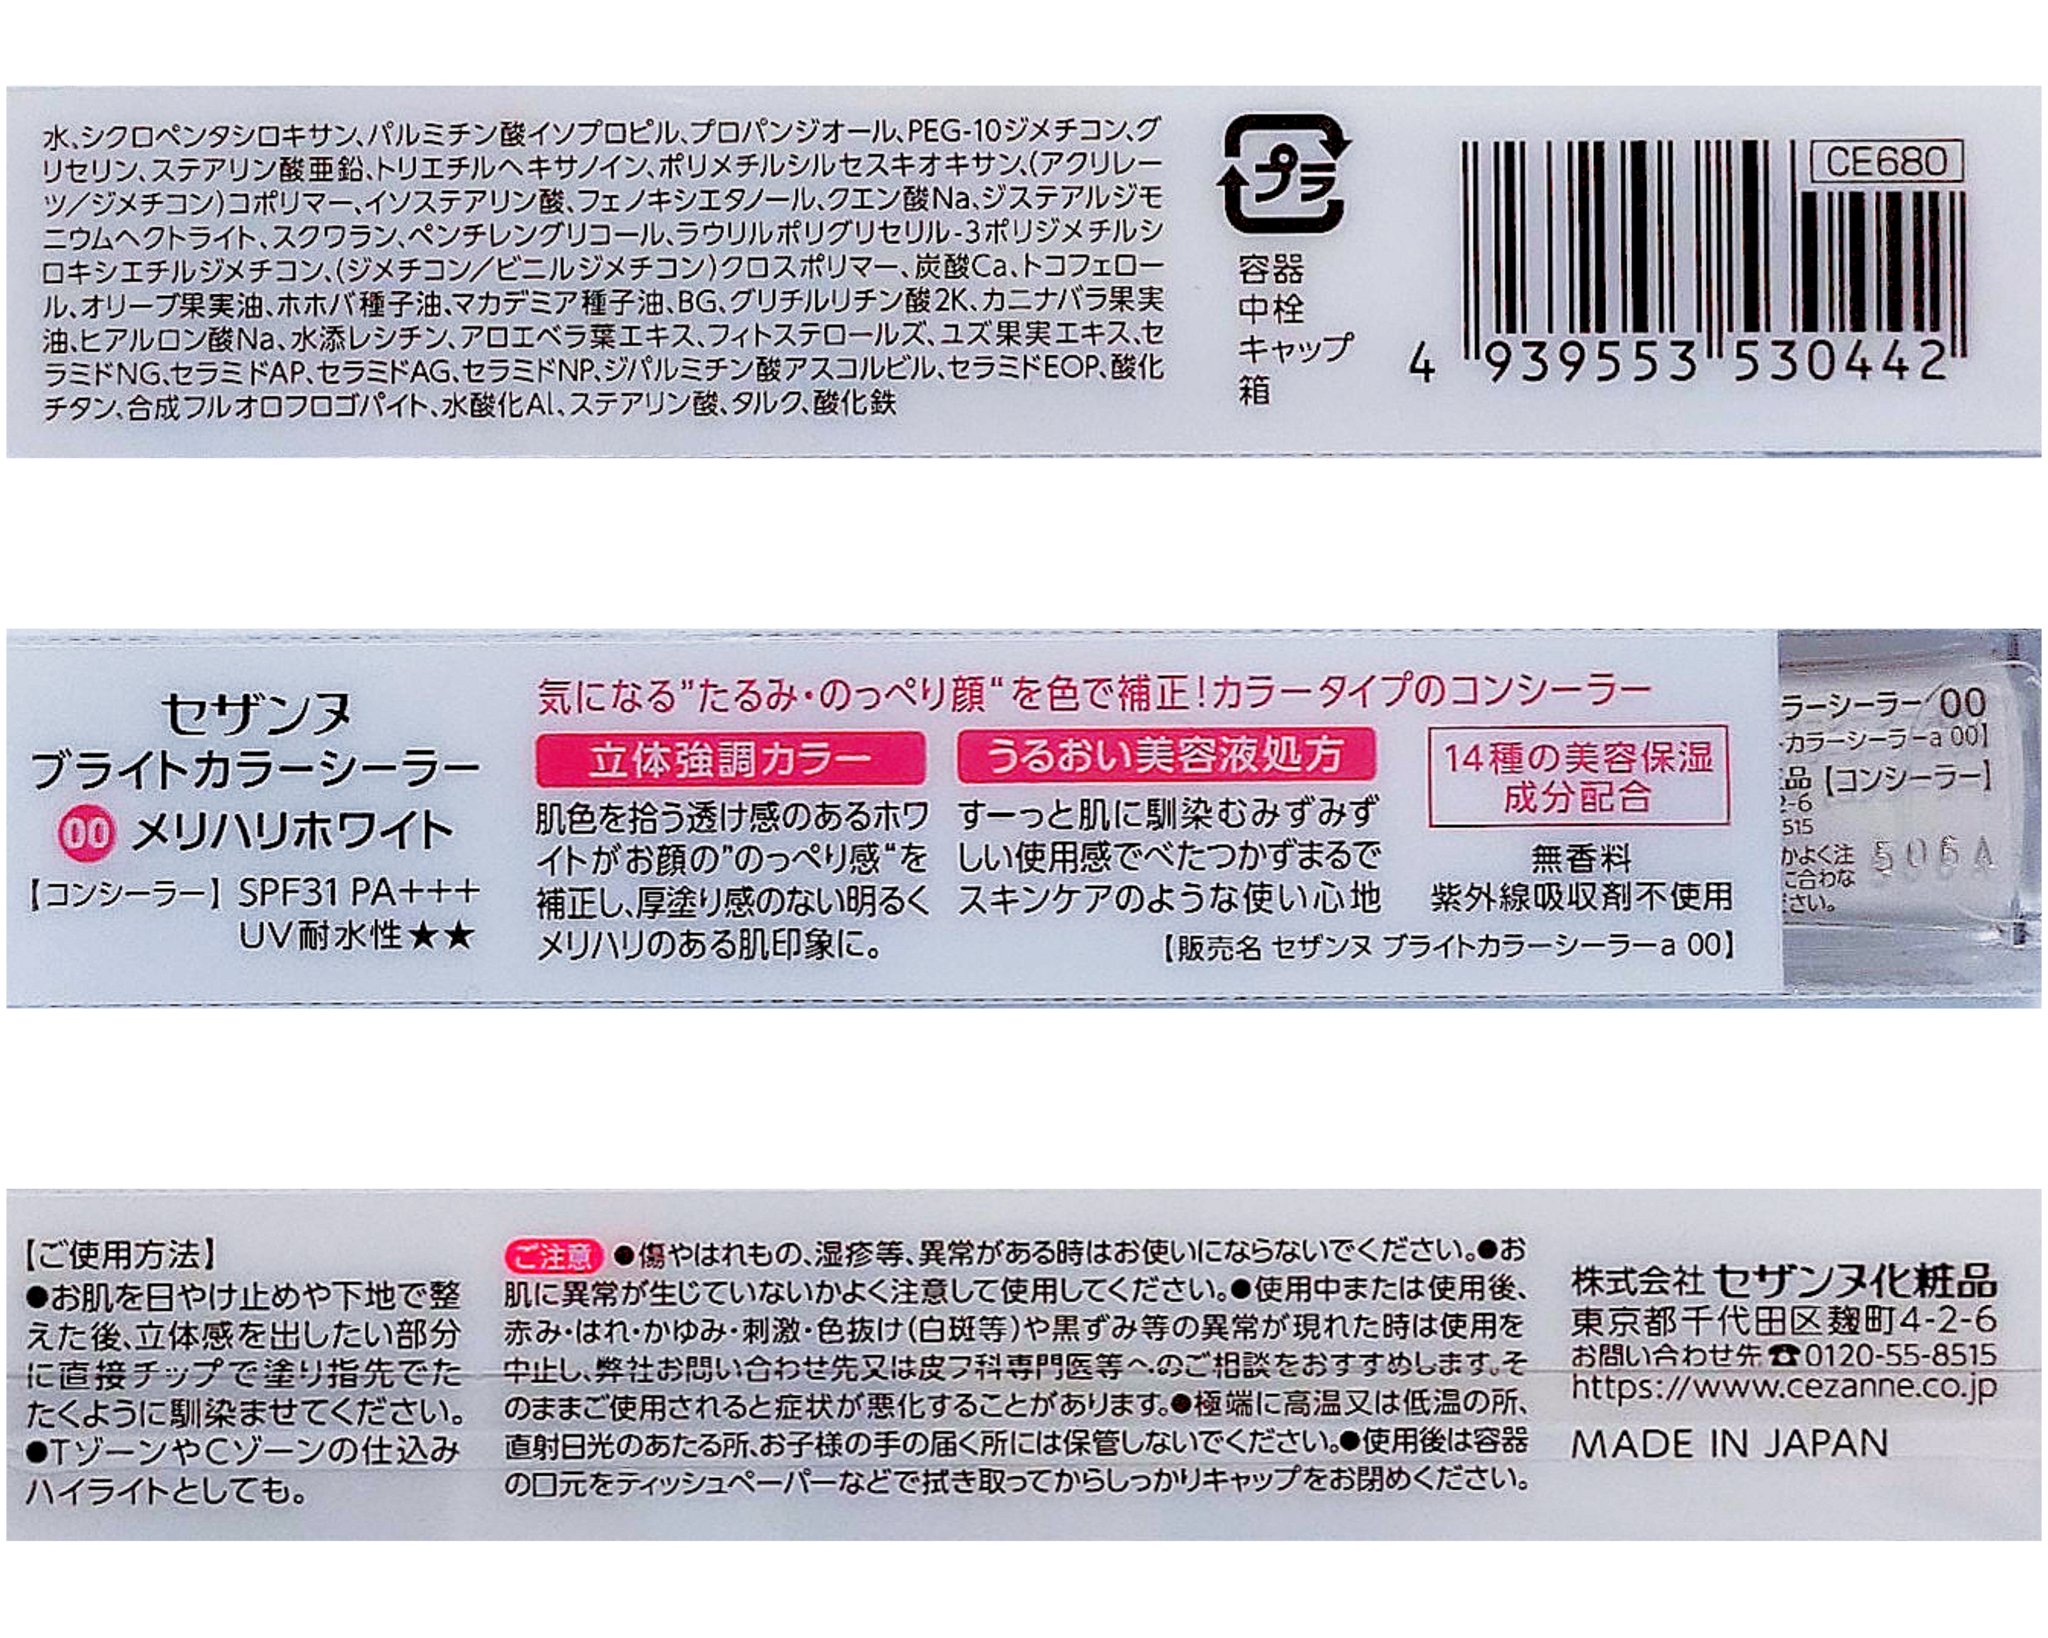 水、シクロペンタシロキサン、パルミチン酸イソプロピル、プロパンジオール、PEG-10ジメチコン、グ
リセリン、ステアリン酸亜鉛、トリエチルヘキサノイン、ポリメチルシルセスキオキサン、(アクリレー
ツ/ジメチコン)コポリマー、イソステアリン酸、フェノキシエタノール、クエン酸Na、ジステアルジモ
ニウムヘクトライト、スクワラン、ペンチレングリコール、ラウリルポリグリセリル-3ポリジメチルシ
ロキシエチルジメチコン、(ジメチコン/ビニルジメチコン)クロスポリマー、炭酸Ca、トコフェロー
ル、オリーブ果実油、ホホバ種子油、マカデミア種子油、BG、グリチルリチン酸2K、カニナバラ果実
油、ヒアルロン酸Na、水添レシチン、アロエベラ葉エキス、フィトステロールズ、ユズ果実エキス、セ
ラミドNG、セラミドAP、セラミドAG、セラミドNP、ジパルミチン酸アスコルビル、セラミドEOP、酸化
チタン、合成フルオロフロゴパイト、水酸化Al、ステアリン酸、タルク、酸化鉄
プラ
容器
中栓
キャップ
箱
CE680
4 939553 530442
セザンヌ
ブライトカラーシーラー
00 メリハリホワイト
【コンシーラー】 SPF31 PA+++
UV耐水性★★
気になる”たるみ・のっぺり顔“を色で補正!カラータイプのコンシーラー
立体強調カラー
肌色を拾う透け感のあるホワ
イトがお顔の”のっぺり感“を
補正し、厚塗り感のない明るく
メリハリのある肌印象に。
うるおい美容液処方
すーっと肌に馴染むみずみず
しい使用感でべたつかずまるで
スキンケアのような使い心地
14種の美容保湿
成分配合
無香料
紫外線吸収剤不使用
【販売名 セザンヌ ブライトカラーシーラーa 00】
ラーシーラー/00
カラーシーラーa 00】
品【コンシーラー】
2-6
515
かよく注
に合わな
ださい。
506A
【ご使用方法】
●お肌を日やけ止めや下地で整
えた後、立体感を出したい部分
に直接チップで塗り指先でた
たくように馴染ませてください。
●TゾーンやCゾーンの仕込み
ハイライトとしても。
ご注意 ●傷やはれもの、湿疹等、異常がある時はお使いにならないでください。●お
肌に異常が生じていないかよく注意して使用してください。●使用中または使用後、
赤み・はれ・かゆみ・刺激・色抜け(白斑等)や黒ずみ等の異常が現れた時は使用を
中止し、弊社お問い合わせ先又は皮フ科専門医等へのご相談をおすすめします。そ
のままご使用されると症状が悪化することがあります。●極端に高温又は低温の所、
直射日光のあたる所、お子様の手の届く所には保管しないでください。●使用後は容器
の口元をティッシュペーパーなどで拭き取ってからしっかりキャップをお閉めください。
株式会社 セザンヌ化粧品
東京都千代田区麹町4-2-6
お問い合わせ先☎0120-55-8515
https://www.cezanne.co.jp
MADE IN JAPAN